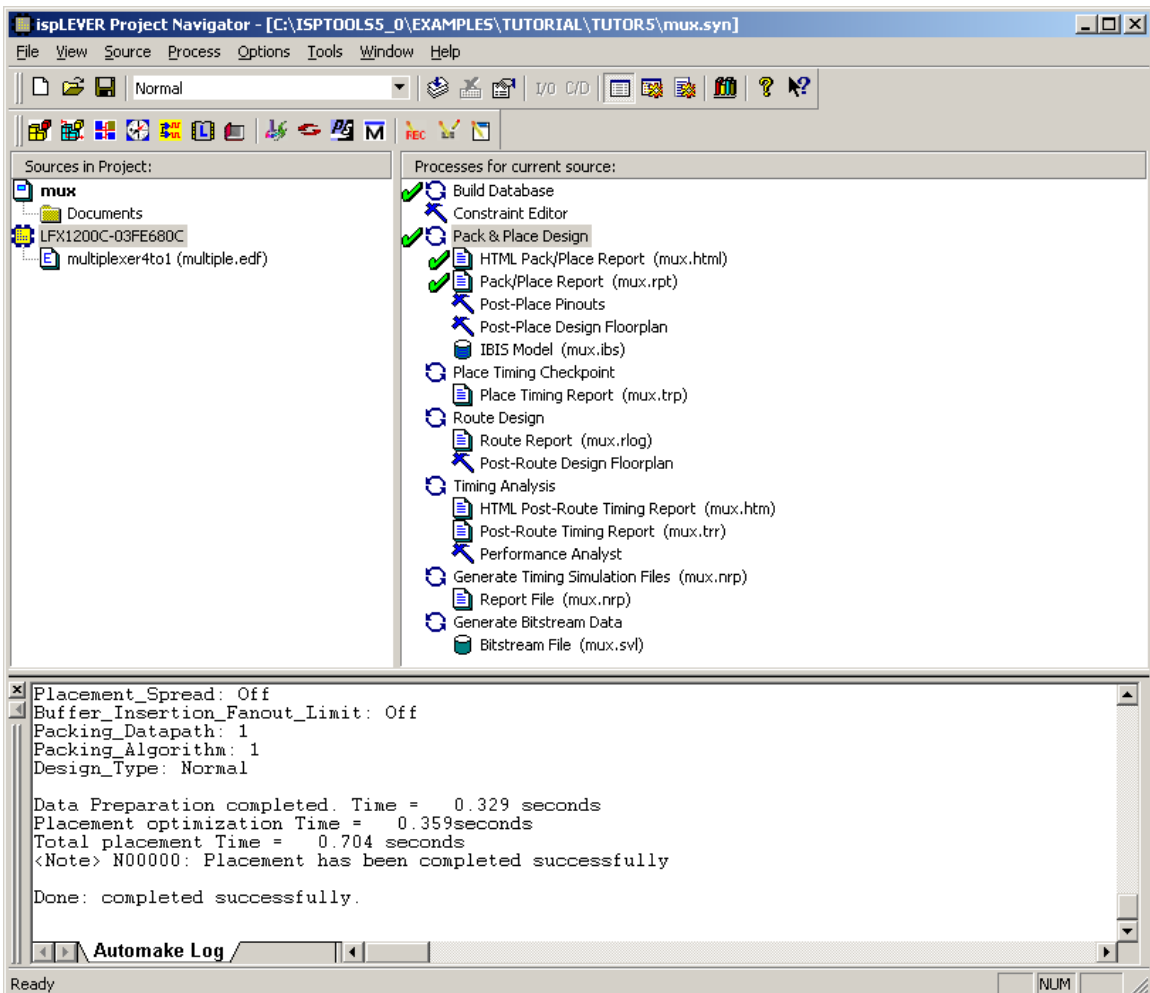 ispLEVER Project Navigator - [C:\ISPTOOLS5_0\EXAMPLES\TUTORIAL\TUTOR5\mux.syn]
File View Source Process Options Tools Window Help
Normal
I/O C/D
REC
Sources in Project:
mux
Documents
LFX1200C-03FE680C
multiplexer4to1 (multiple.edf)
Processes for current source:
Build Database
Constraint Editor
Pack & Place Design
HTML Pack/Place Report (mux.html)
Pack/Place Report (mux.rpt)
Post-Place Pinouts
Post-Place Design Floorplan
IBIS Model (mux.ibs)
Place Timing Checkpoint
Place Timing Report (mux.trp)
Route Design
Route Report (mux.rlog)
Post-Route Design Floorplan
Timing Analysis
HTML Post-Route Timing Report (mux.htm)
Post-Route Timing Report (mux.trr)
Performance Analyst
Generate Timing Simulation Files (mux.nrp)
Report File (mux.nrp)
Generate Bitstream Data
Bitstream File (mux.svl)
Placement_Spread: Off
Buffer_Insertion_Fanout_Limit: Off
Packing_Datapath: 1
Packing_Algorithm: 1
Design_Type: Normal
Data Preparation completed. Time = 0.329 seconds
Placement optimization Time = 0.359seconds
Total placement Time = 0.704 seconds
<Note> N00000: Placement has been completed successfully
Done: completed successfully.
Automake Log
Ready
NUM